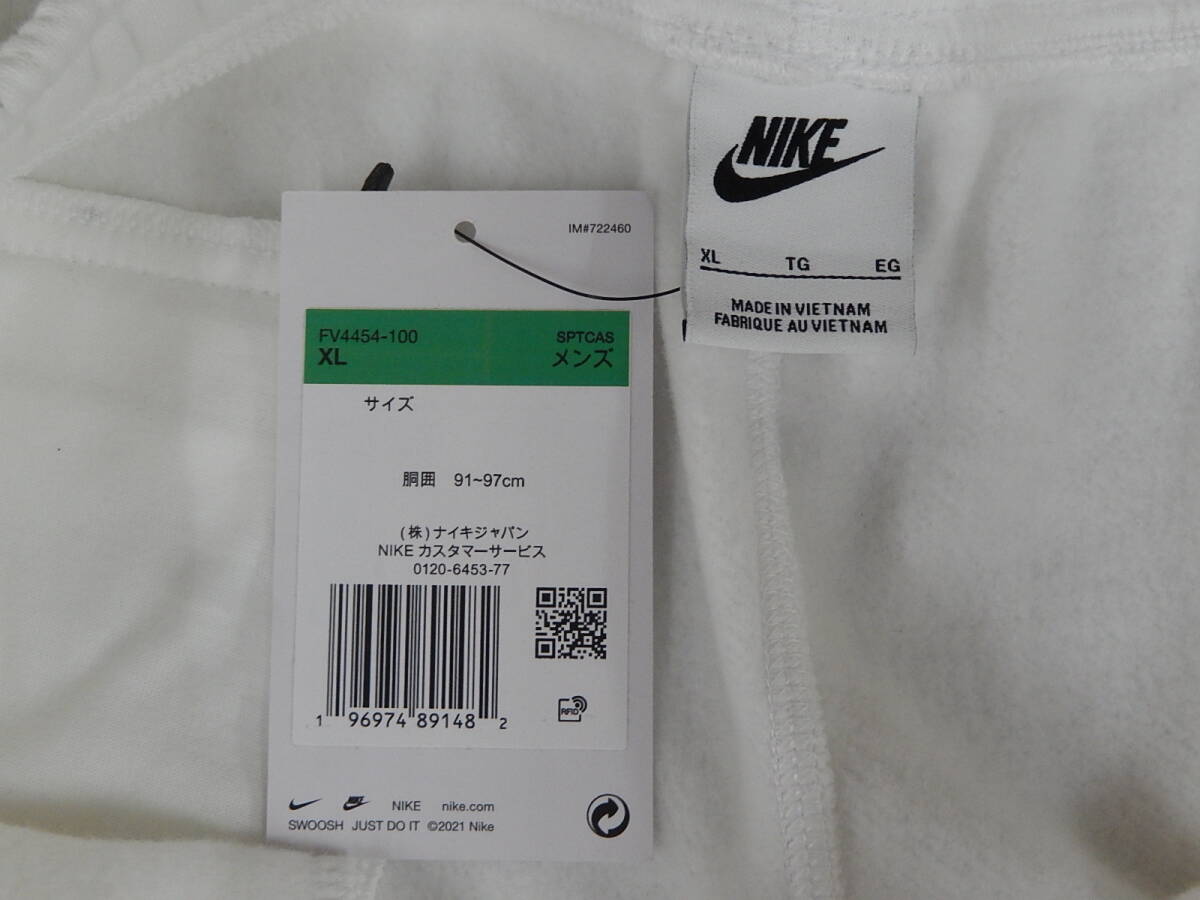 IM#722460
FV4454-100 SPTCAS
XL メンズ
サイズ
胴囲 91~97cm
(株)ナイキジャパン
NIKE カスタマーサービス
0120-6453-77
1 96974 89148 2
RFID
NIKE nike.com
SWOOSH JUST DO IT ©2021 Nike
NIKE
XL TG EG
MADE IN VIETNAM
FABRIQUE AU VIETNAM